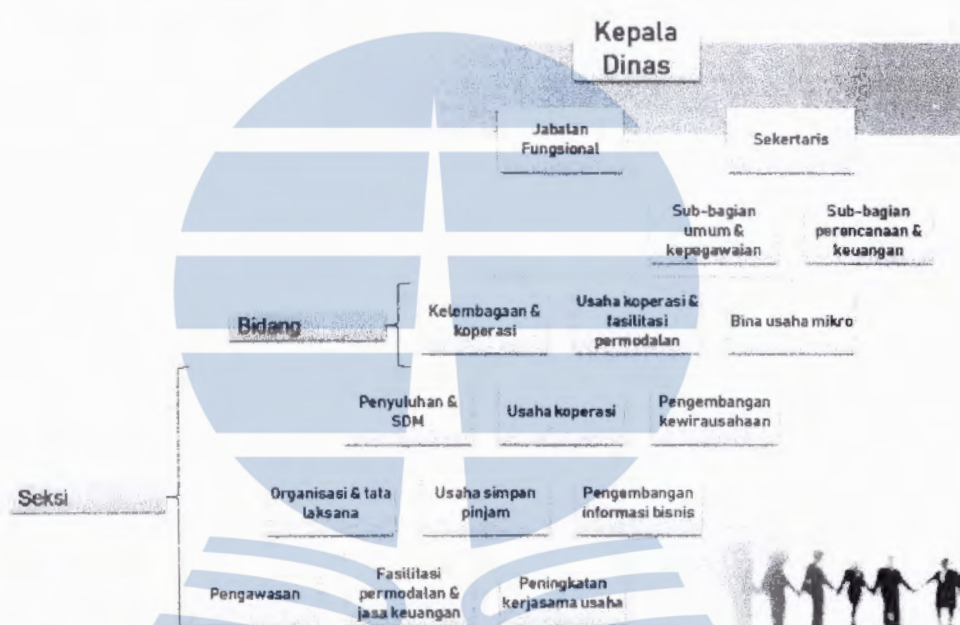 Kepala
Dinas
Jabatan
Fungsional
Sekertaris
Sub-bagian
umum &
kepegawaian
Sub-bagian
perencanaan &
keuangan
Bidang
Kelembagaan &
koperasi
Usaha koperasi &
fasilitasi
permodalan
Bina usaha mikro
Penyuluhan &
SDM
Usaha koperasi
Pengembangan
kewirausahaan
Seksi
Organisasi & tata
laksana
Usaha simpan
pinjam
Pengembangan
informasi bisnis
Pengawasan
Fasilitasi
permodalan &
jasa keuangan
Peningkatan
kerjasama usaha